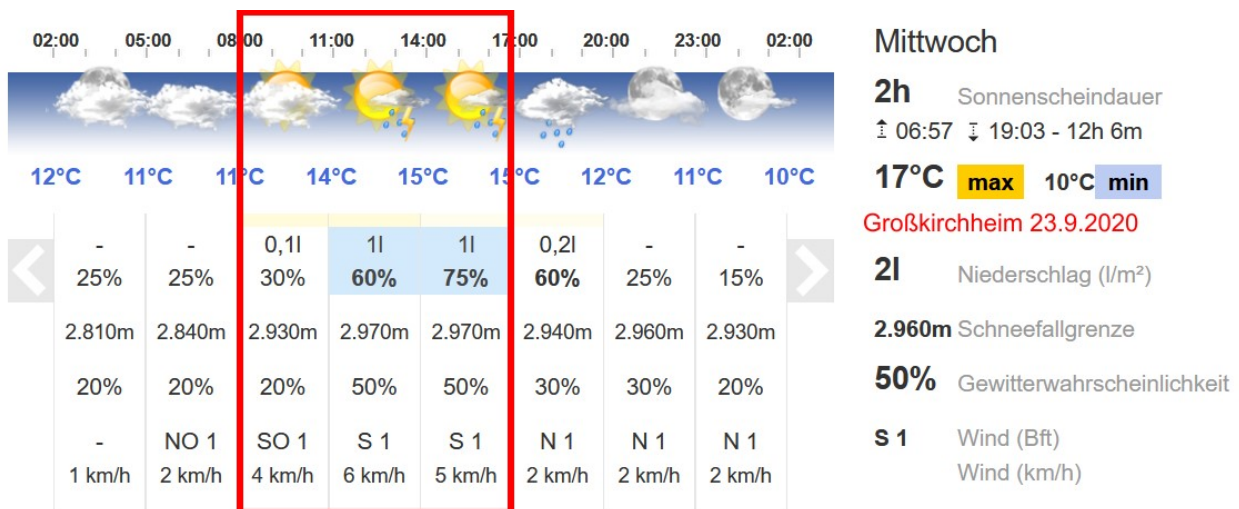 02:00 05:00 08:00 11:00 14:00 17:00 20:00 23:00 02:00
12°C 11°C 11°C 14°C 15°C 15°C 12°C 11°C 10°C
- - 0,1l 1l 1l 0,2l - -
25% 25% 30% 60% 75% 60% 25% 15%
2.810m 2.840m 2.930m 2.970m 2.970m 2.940m 2.960m 2.930m
20% 20% 20% 50% 50% 30% 30% 20%
- NO 1 SO 1 S 1 S 1 N 1 N 1 N 1
1 km/h 2 km/h 4 km/h 6 km/h 5 km/h 2 km/h 2 km/h 2 km/h
Mittwoch
2h Sonnenscheindauer
06:57 19:03 - 12h 6m
17°C max 10°C min
Großkirchheim 23.9.2020
2l Niederschlag (l/m²)
2.960m Schneefallgrenze
50% Gewitterwahrscheinlichkeit
S 1 Wind (Bft)
Wind (km/h)